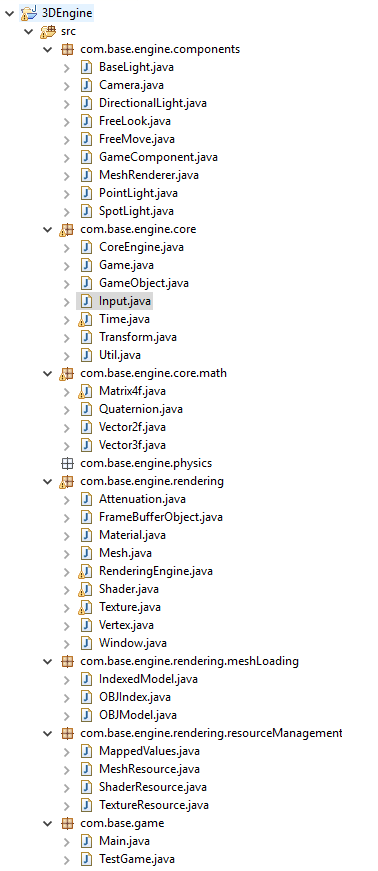 3DEngine
src
com.base.engine.components
BaseLight.java
Camera.java
DirectionalLight.java
FreeLook.java
FreeMove.java
GameComponent.java
MeshRenderer.java
PointLight.java
SpotLight.java
com.base.engine.core
CoreEngine.java
Game.java
GameObject.java
Input.java
Time.java
Transform.java
Util.java
com.base.engine.core.math
Matrix4f.java
Quaternion.java
Vector2f.java
Vector3f.java
com.base.engine.physics
com.base.engine.rendering
Attenuation.java
FrameBufferObject.java
Material.java
Mesh.java
RenderingEngine.java
Shader.java
Texture.java
Vertex.java
Window.java
com.base.engine.rendering.meshLoading
IndexedModel.java
OBJIndex.java
OBJModel.java
com.base.engine.rendering.resourceManagement
MappedValues.java
MeshResource.java
ShaderResource.java
TextureResource.java
com.base.game
Main.java
TestGame.java